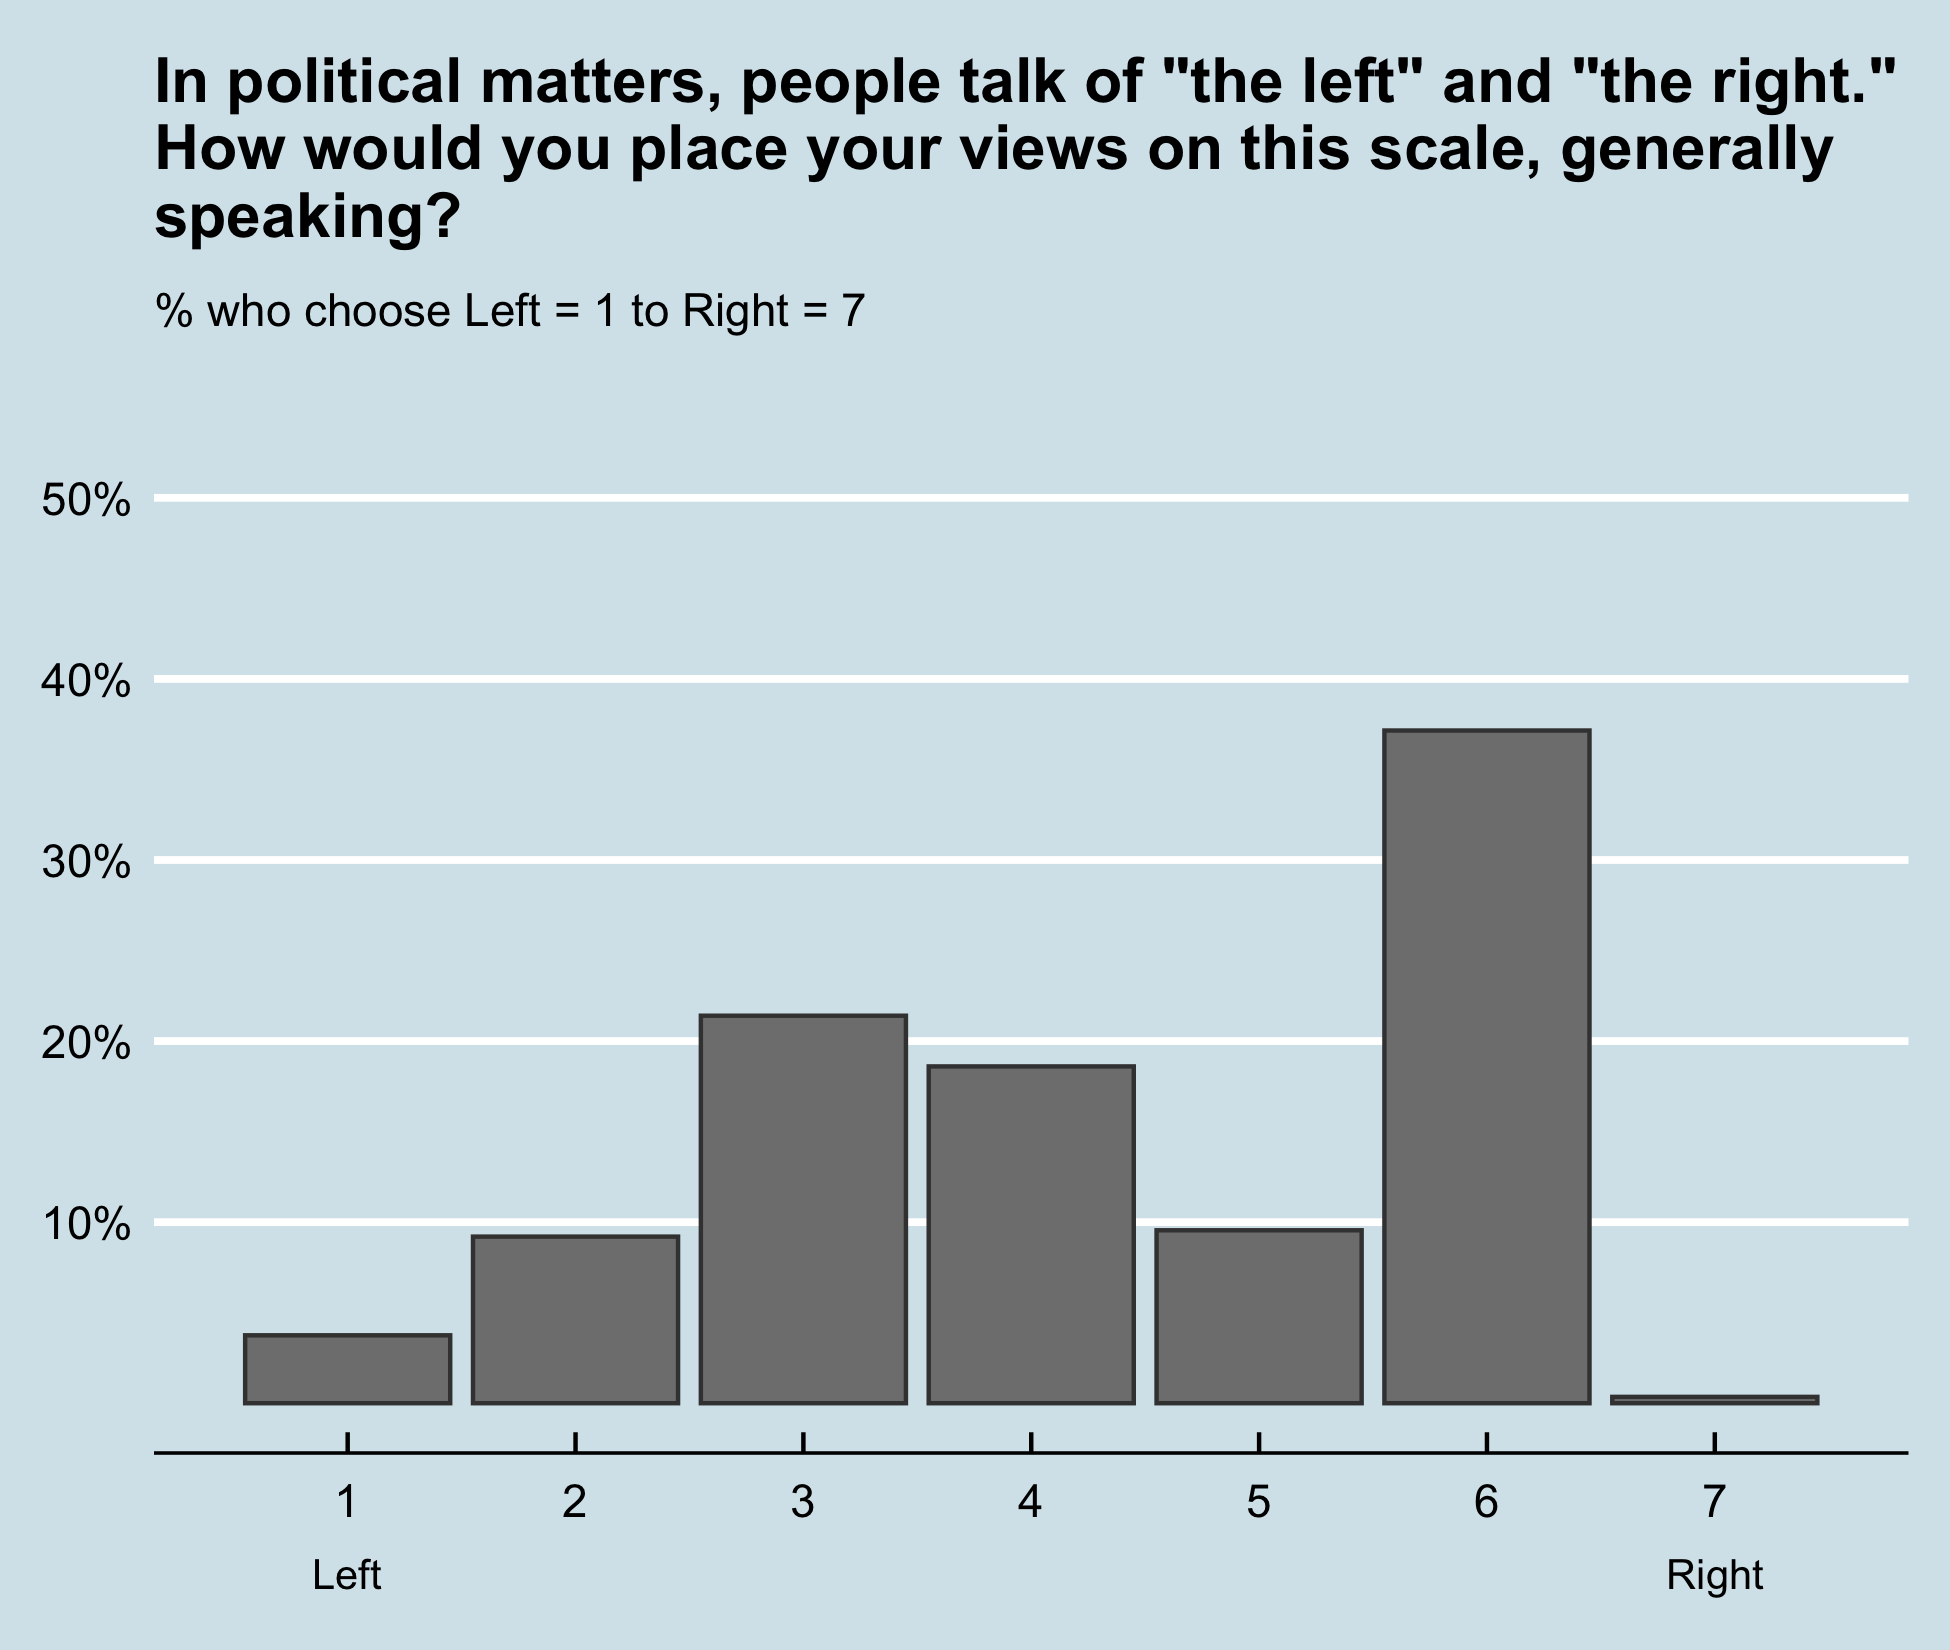 In political matters, people talk of "the left" and "the right."
How would you place your views on this scale, generally
speaking?
% who choose Left = 1 to Right = 7
50%
40%
30%
20%
10%
1 2 3 4 5 6 7
Left Right